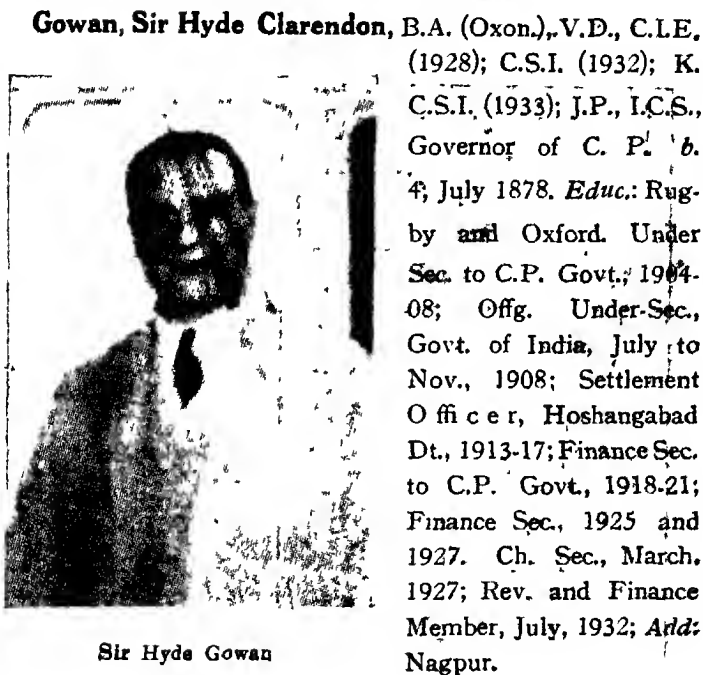 Gowan, Sir Hyde Clarendon, B.A. (Oxon.), V.D., C.I.E.
(1928); C.S.I. (1932); K.
C.S.I. (1933); J.P., I.C.S.,
Governor of C. P. b.
4, July 1878. Educ.: Rug-
by and Oxford. Under
Sec. to C.P. Govt., 1904-
08; Offg. Under-Sec.,
Govt. of India, July to
Nov., 1908; Settlement
Officer, Hoshangabad
Dt., 1913-17; Finance Sec.
to C.P. Govt., 1918-21;
Finance Sec., 1925 and
1927. Ch. Sec., March,
1927; Rev. and Finance
Member, July, 1932; Add:
Nagpur.
Sir Hyde Gowan